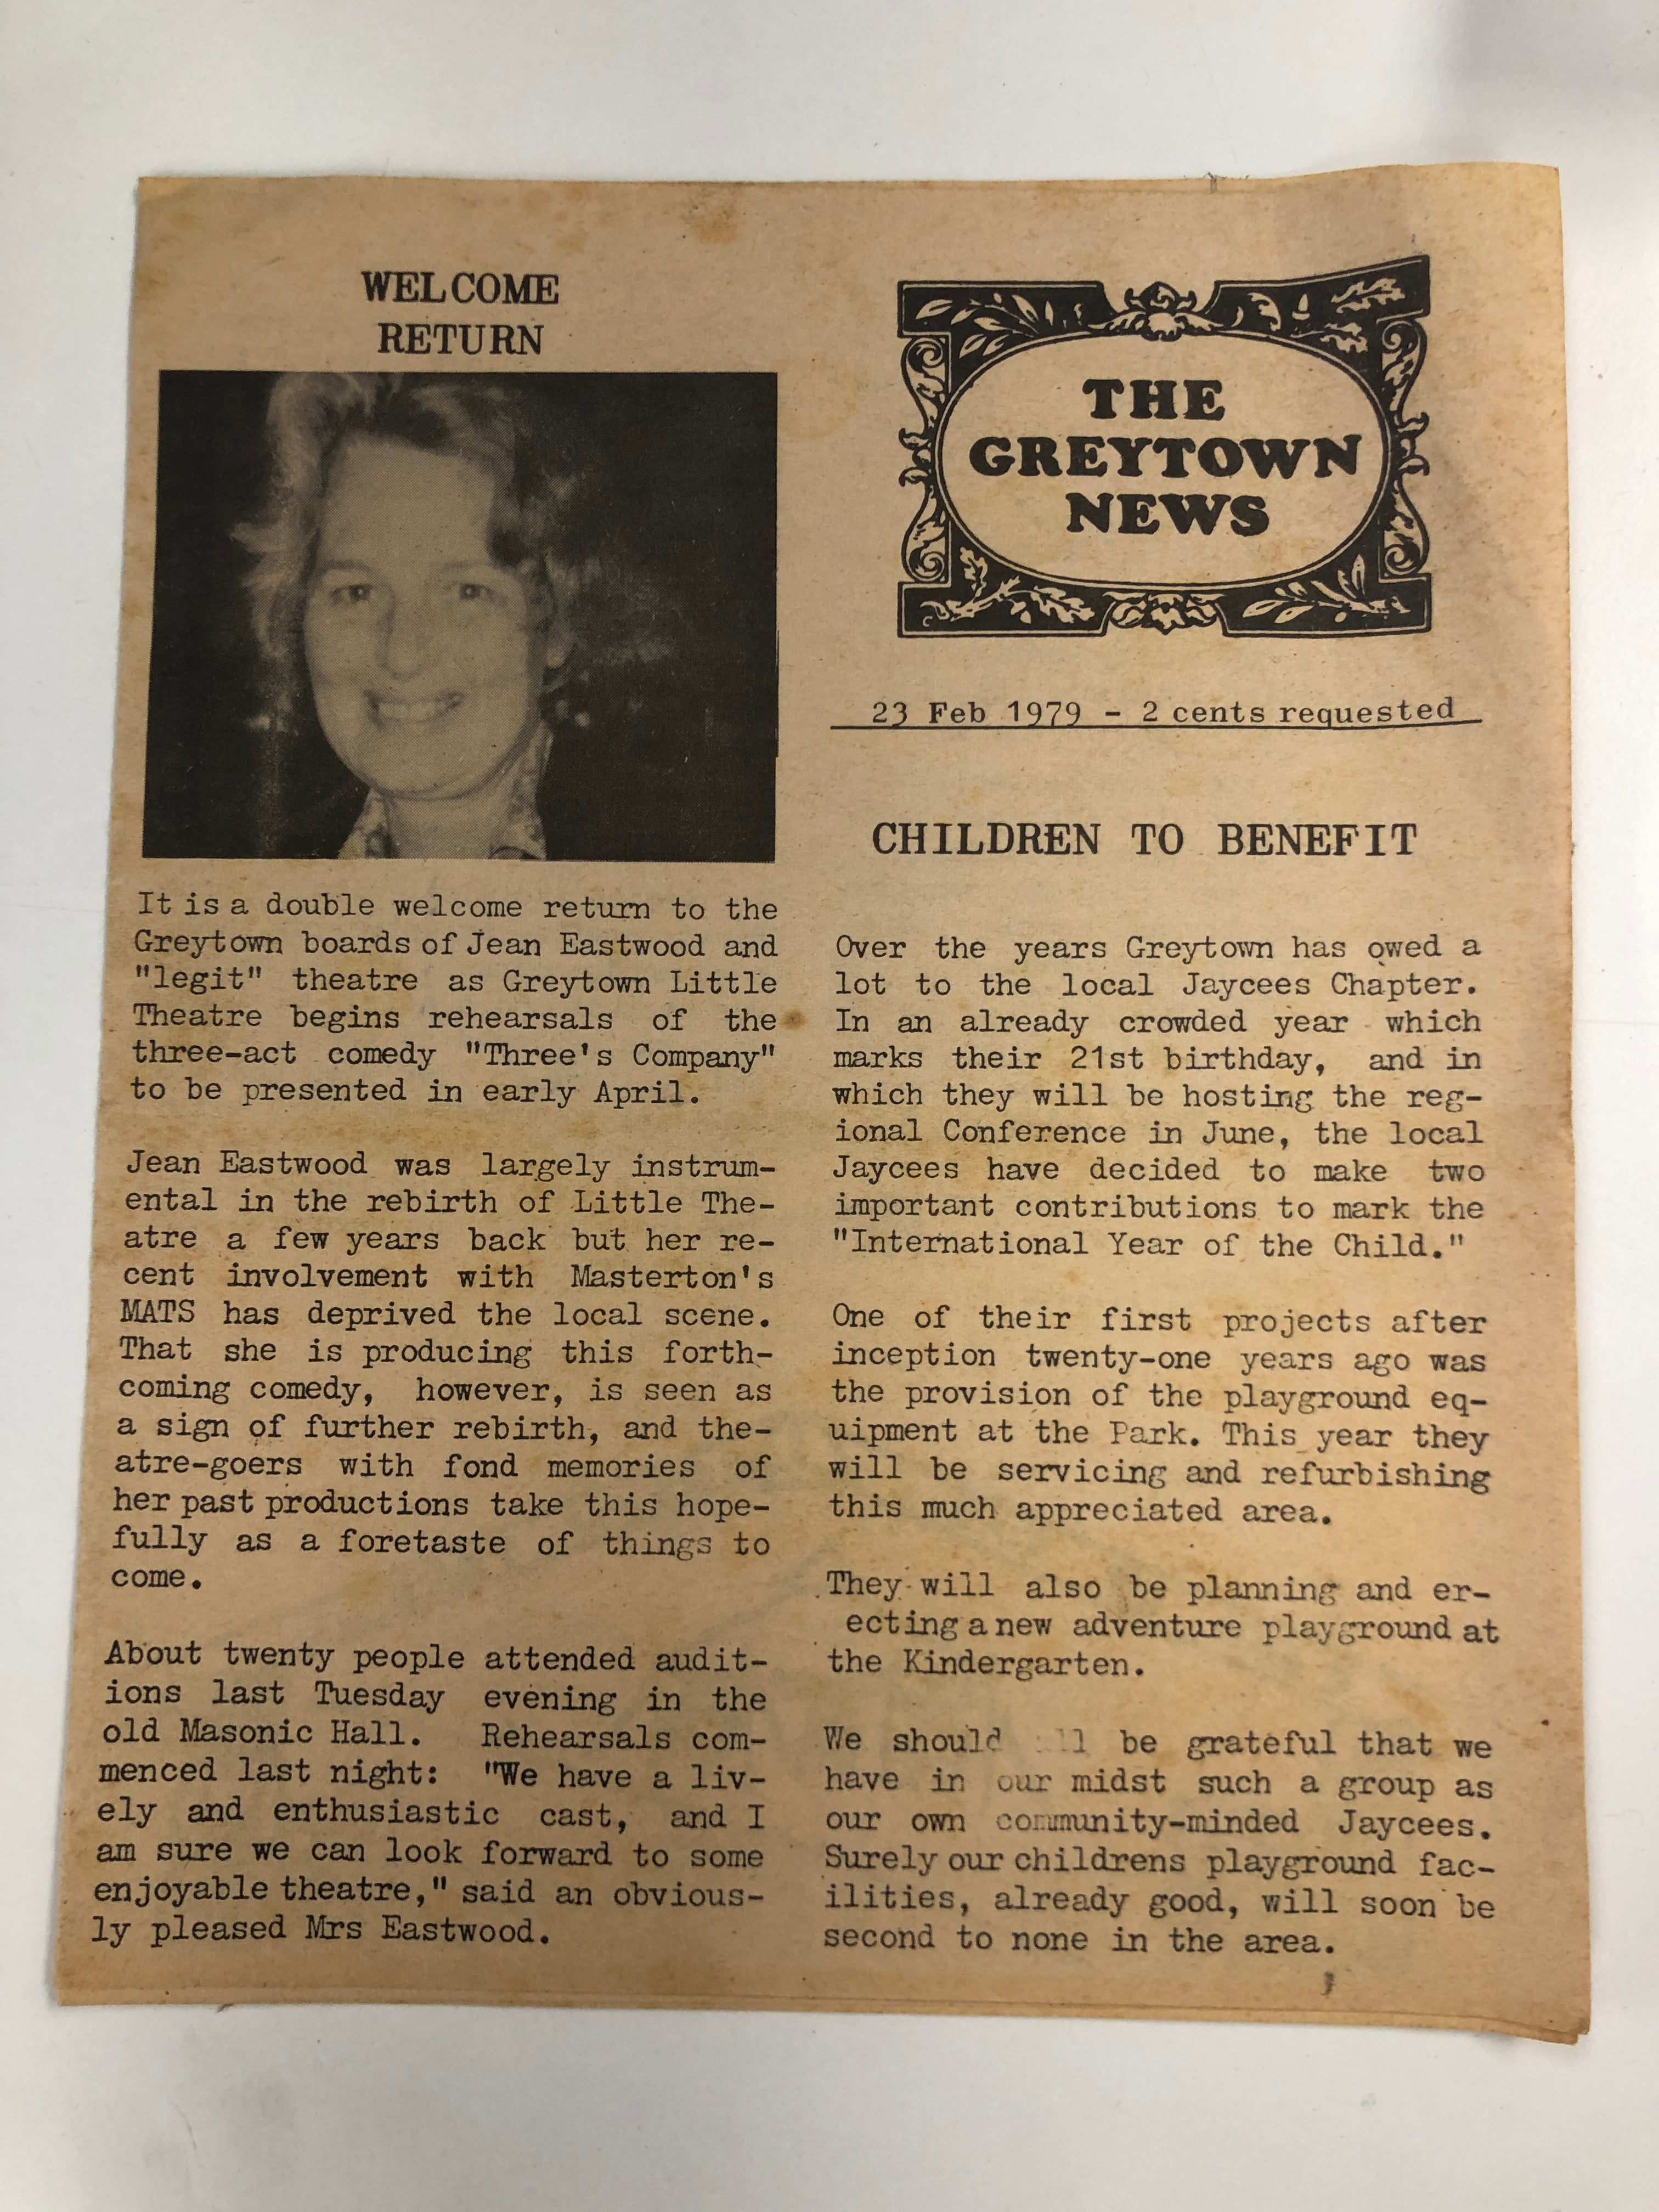 WELCOME
RETURN
It is a double welcome return to the
Greytown boards of Jean Eastwood and
"legit" theatre as Greytown Little
Theatre begins rehearsals of the
three-act comedy "Three's Company"
to be presented in early April.
Jean Eastwood was largely instrum-
ental in the rebirth of Little The-
atre a few years back but her re-
cent involvement with Masterton's
MATS has deprived the local scene.
That she is producing this forth-
coming comedy, however, is seen as
a sign of further rebirth, and the-
atre-goers with fond memories of
her past productions take this hope-
fully as a foretaste of things to
come.
About twenty people attended audit-
ions last Tuesday evening in the
old Masonic Hall. Rehearsals com-
menced last night: "We have a liv-
ely and enthusiastic cast, and I
am sure we can look forward to some
enjoyable theatre," said an obvious-
ly pleased Mrs Eastwood.
THE
GREYTOWN
NEWS
23 Feb 1979 - 2 cents requested
CHILDREN TO BENEFIT
Over the years Greytown has owed a
lot to the local Jaycees Chapter.
In an already crowded year which
marks their 21st birthday, and in
which they will be hosting the reg-
ional Conference in June, the local
Jaycees have decided to make two
important contributions to mark the
"International Year of the Child."
One of their first projects after
inception twenty-one years ago was
the provision of the playground eq-
uipment at the Park. This year they
will be servicing and refurbishing
this much appreciated area.
They will also be planning and er-
ecting a new adventure playground at
the Kindergarten.
We should be grateful that we
have in our midst such a group as
our own community-minded Jaycees.
Surely our childrens playground fac-
ilities, already good, will soon be
second to none in the area.